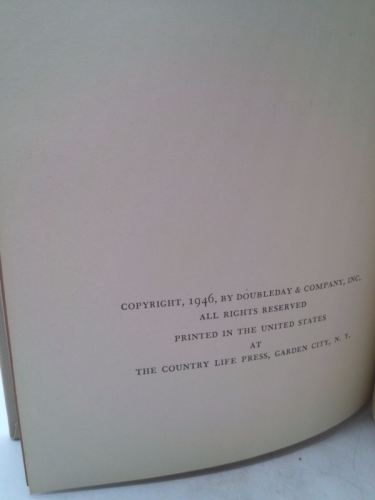 COPYRIGHT, 1946, BY DOUBLEDAY & COMPANY, INC.
ALL RIGHTS RESERVED
PRINTED IN THE UNITED STATES
AT
THE COUNTRY LIFE PRESS, GARDEN CITY, N. Y.